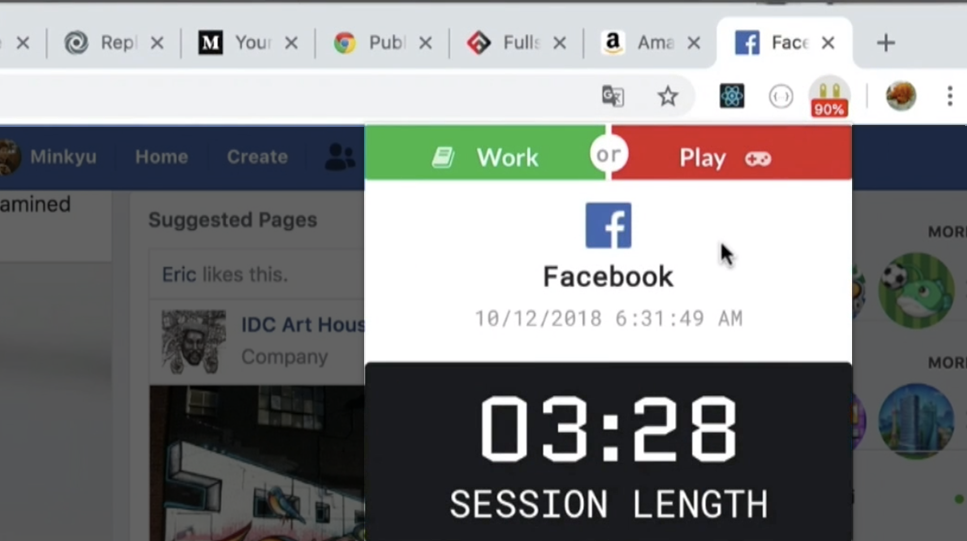 Repl
M You
Publ
Fulls
a Ama
Face
90%
Minkyu Home Create
Work or Play
amined
Suggested Pages
Eric likes this.
IDC Art Hous
Company
Facebook
10/12/2018 6:31:49 AM
03:28
SESSION LENGTH
MOR
MOR